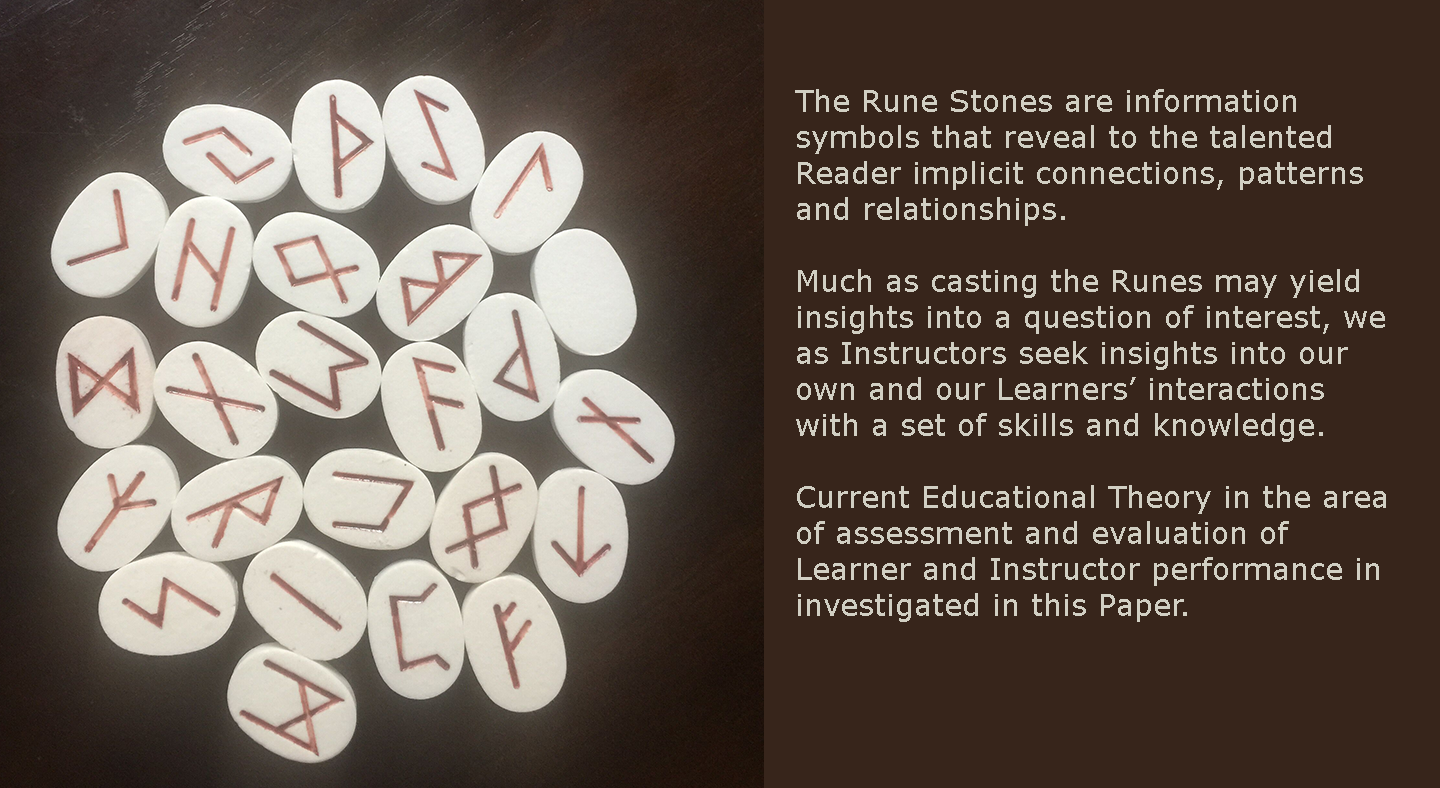 The Rune Stones are information
symbols that reveal to the talented
Reader implicit connections, patterns
and relationships.
Much as casting the Runes may yield
insights into a question of interest, we
as Instructors seek insights into our
own and our Learners’ interactions
with a set of skills and knowledge.
Current Educational Theory in the area
of assessment and evaluation of
Learner and Instructor performance in
investigated in this Paper.